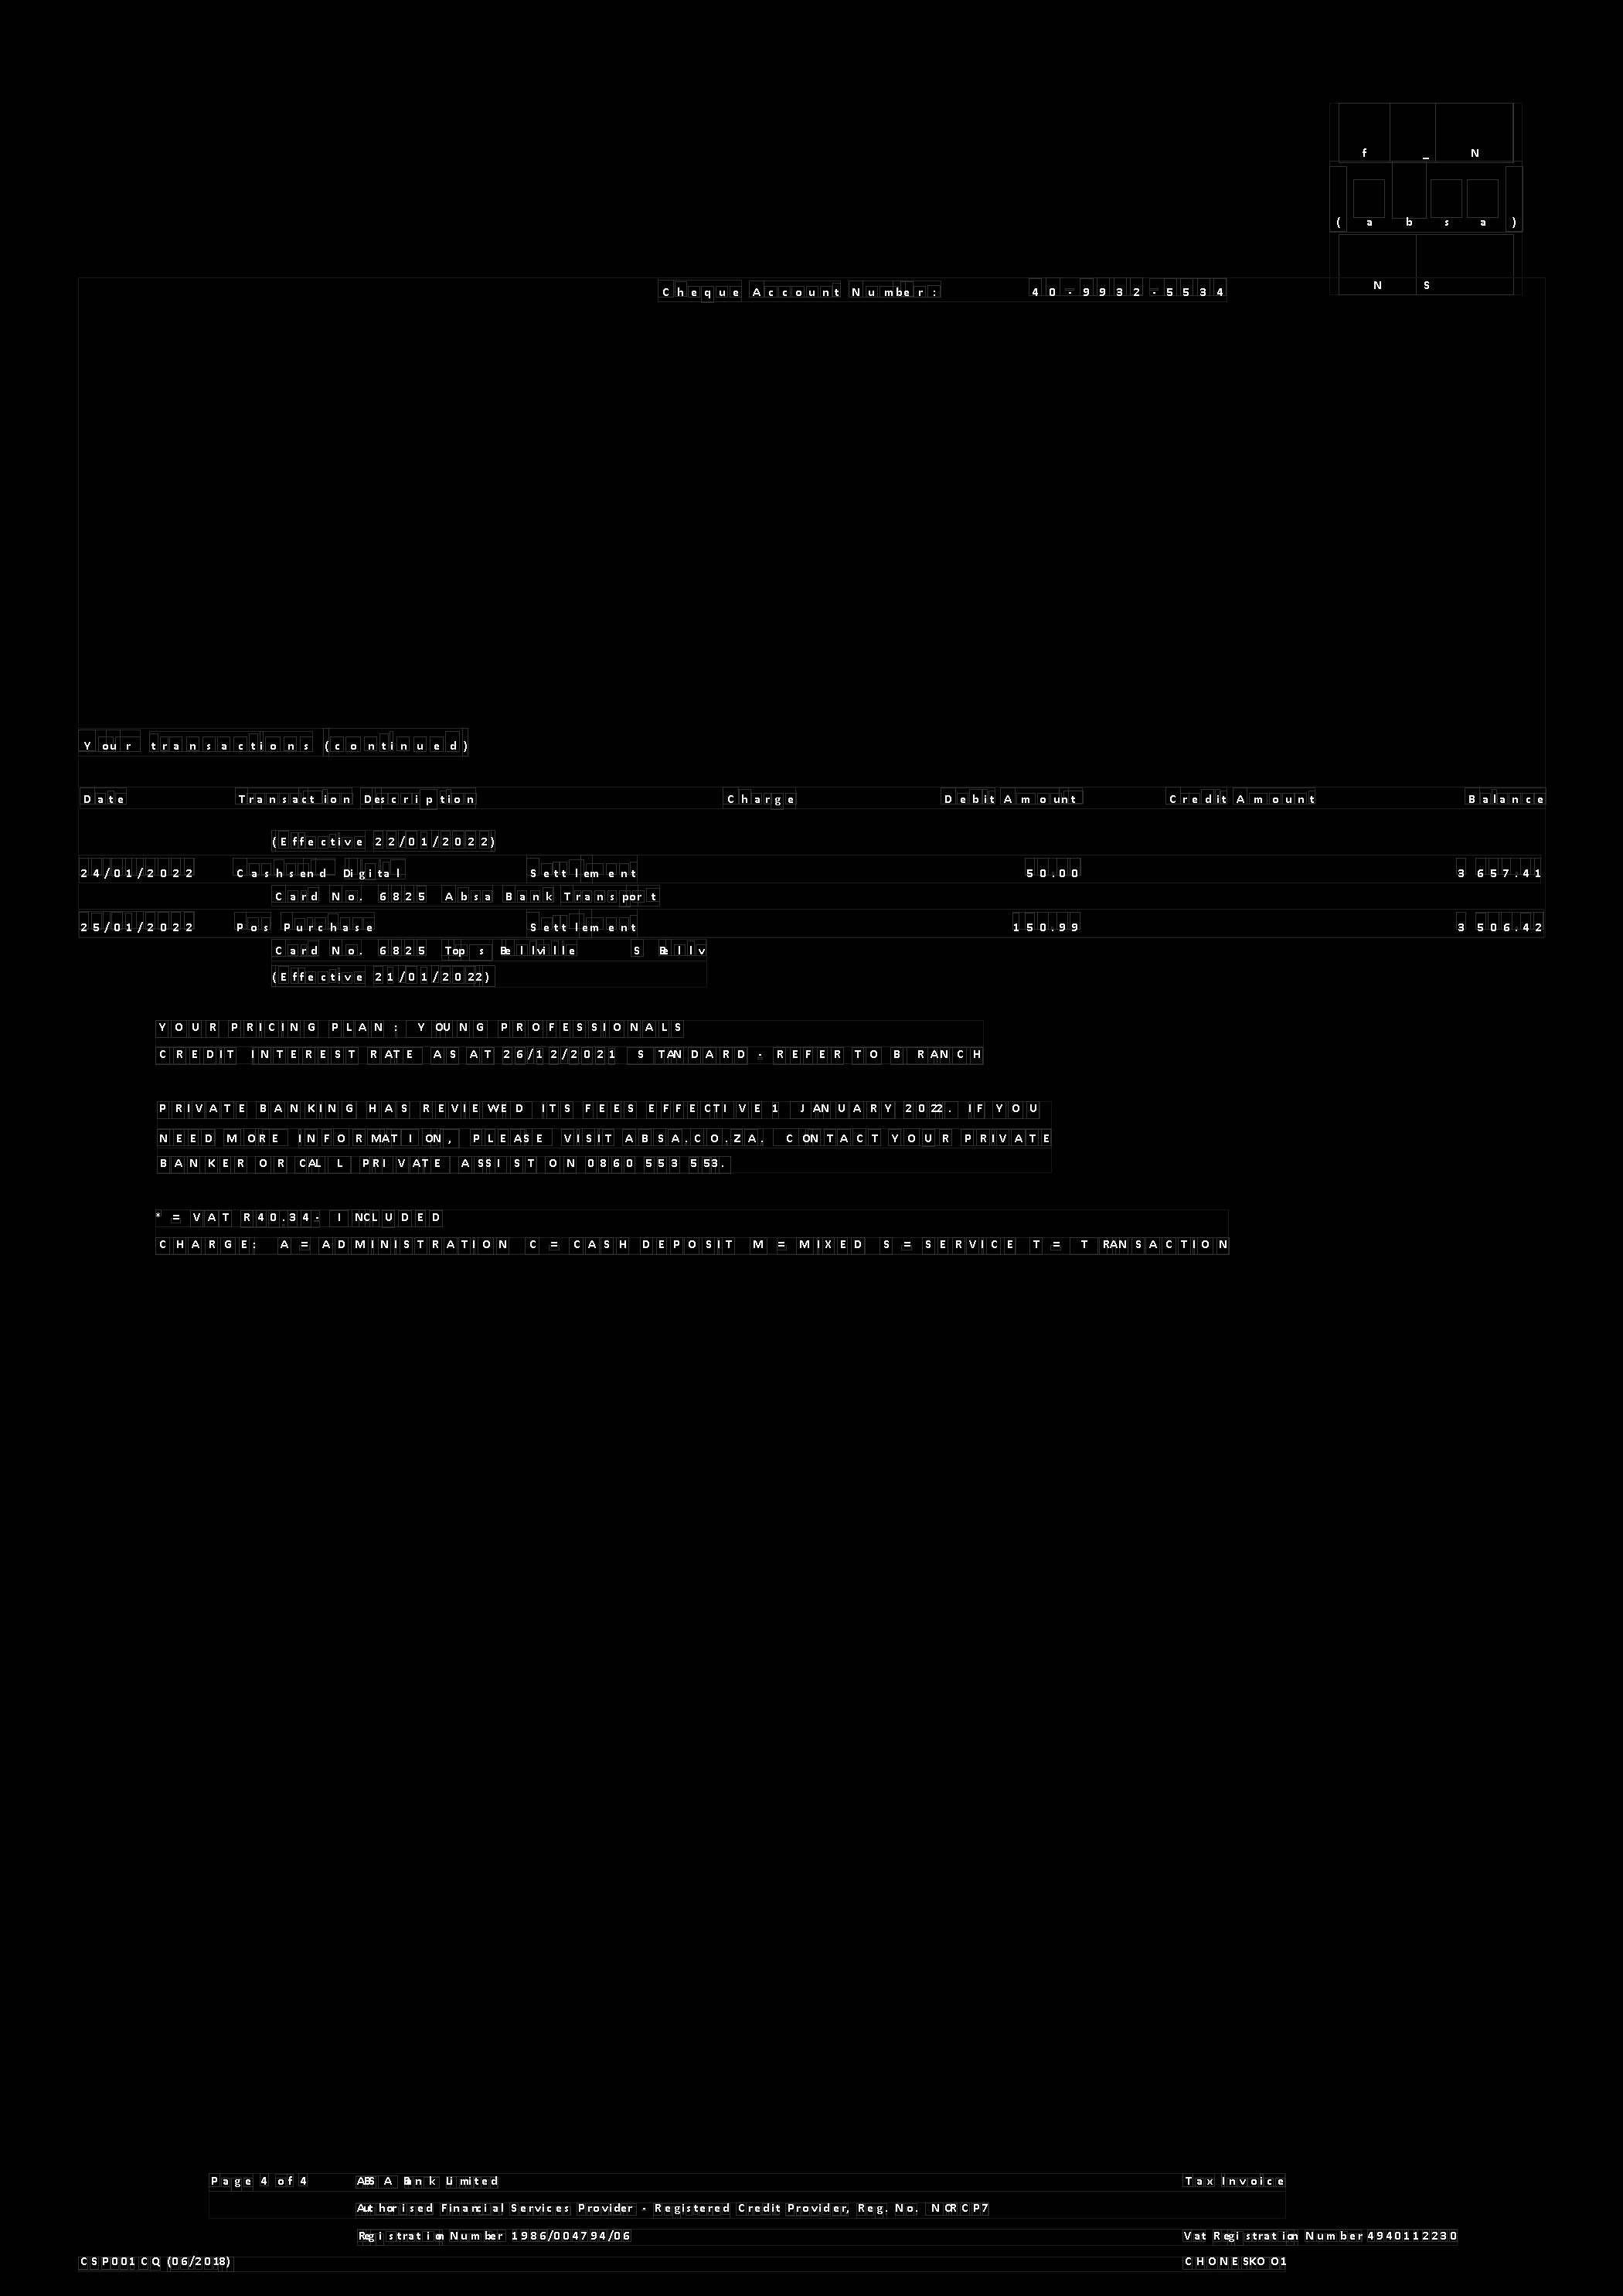 f _ N
( a b s a )
N S
Cheque Account Number: 40-9932-5534
Your transactions (continued)
Date Transaction Description Charge Debit Amount Credit Amount Balance
(Effective 22/01/2022)
24/01/2022 Cashsend Digital Settlement 50.00 3 657.41
Card No. 6825 Absa Bank Transport
25/01/2022 Pos Purchase Settlement 150.99 3 506.42
Card No. 6825 Tops Bellville S Bellv
(Effective 21/01/2022)
YOUR PRICING PLAN: YOUNG PROFESSIONALS
CREDIT INTEREST RATE AS AT 26/12/2021 STANDARD - REFER TO BRANCH
PRIVATE BANKING HAS REVIEWED ITS FEES EFFECTIVE 1 JANUARY 2022. IF YOU
NEED MORE INFORMATION, PLEASE VISIT ABSA.CO.ZA. CONTACT YOUR PRIVATE
BANKER OR CALL PRIVATE ASSIST ON 0860 553 553.
* = VAT R40.34- INCLUDED
CHARGE: A = ADMINISTRATION C = CASH DEPOSIT M = MIXED S = SERVICE T = TRANSACTION
Page 4 of 4 ABSA Bank Limited Tax Invoice
Authorised Financial Services Provider - Registered Credit Provider, Reg. No. NCRCP7
Registration Number 1986/004794/06 Vat Registration Number 4940112230
CSP001CQ (06/2018) CHONESKO O1